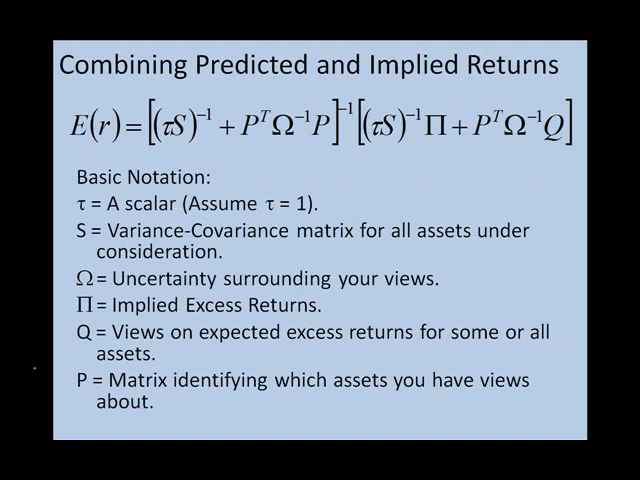 Combining Predicted and Implied Returns
E(r) = [(τS)⁻¹ + PᵀΩ⁻¹P]⁻¹[(τS)⁻¹Π + PᵀΩ⁻¹Q]
Basic Notation:
τ = A scalar (Assume τ = 1).
S = Variance-Covariance matrix for all assets under
consideration.
Ω = Uncertainty surrounding your views.
Π = Implied Excess Returns.
Q = Views on expected excess returns for some or all
assets.
P = Matrix identifying which assets you have views
about.